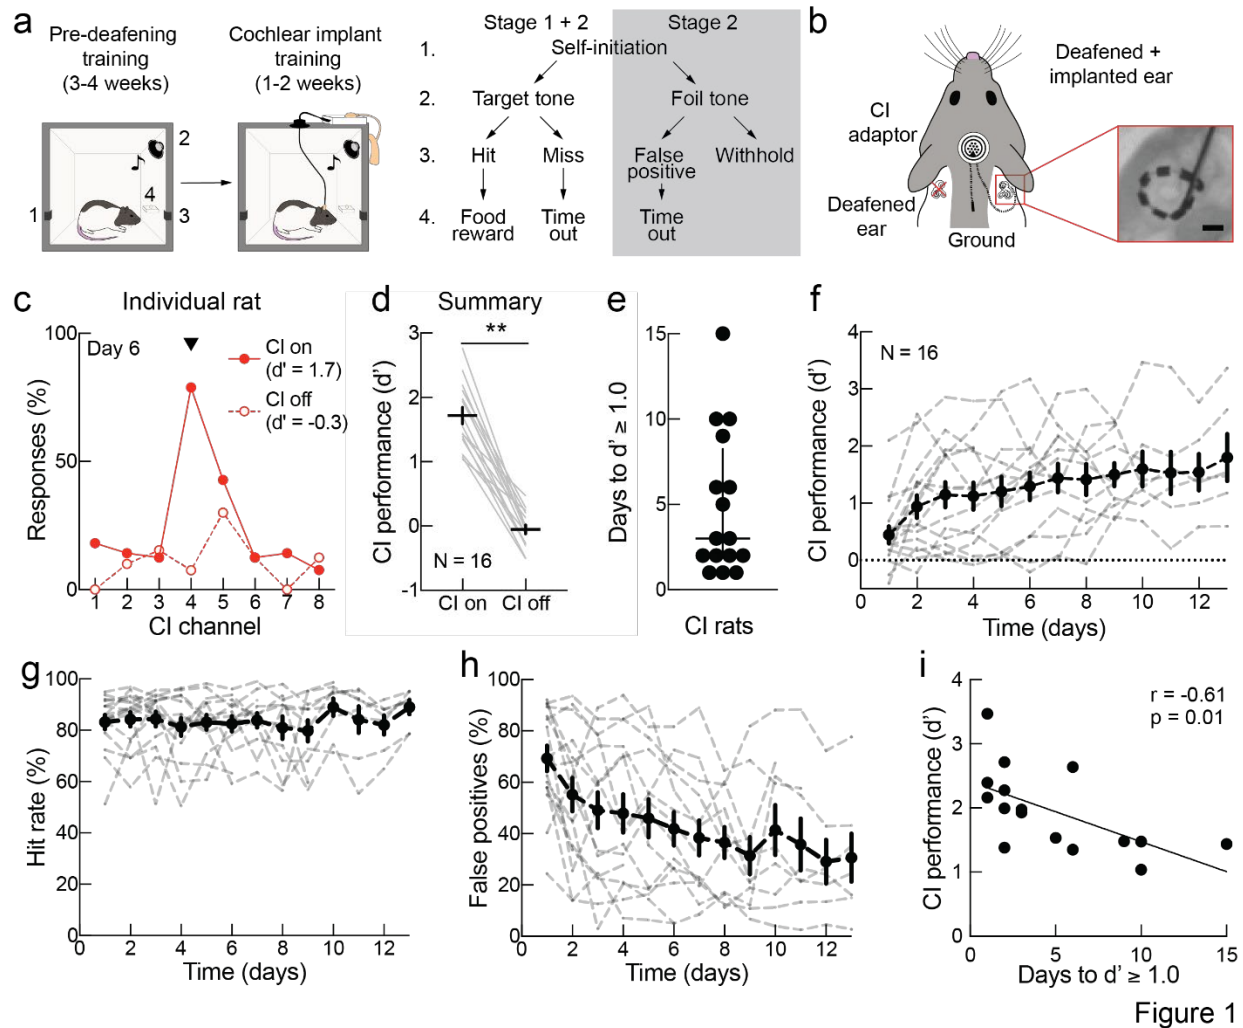 a
Pre-deafening
training
(3-4 weeks)
Cochlear implant
training
(1-2 weeks)
1
2
3
4
Stage 1 + 2
Stage 2
1.
Self-initiation
2.
Target tone
Foil tone
3.
Hit
Miss
False
positive
Withhold
4.
Food
reward
Time
out
Time
out
b
Deafened +
implanted ear
CI
adaptor
Deafened
ear
Ground
c
Individual rat
Day 6
CI on
(d' = 1.7)
CI off
(d' = -0.3)
Responses (%)
100
50
0
1 2 3 4 5 6 7 8
CI channel
d
Summary
**
CI performance (d')
3
2
1
0
-1
N = 16
CI on CI off
e
Days to d' ≥ 1.0
15
10
5
0
CI rats
f
N = 16
CI performance (d')
4
3
2
1
0
0 2 4 6 8 10 12
Time (days)
g
Hit rate (%)
100
80
60
40
20
0
0 2 4 6 8 10 12
Time (days)
h
False positives (%)
100
80
60
40
20
0
0 2 4 6 8 10 12
Time (days)
i
r = -0.61
p = 0.01
CI performance (d')
4
3
2
1
0
0 5 10 15
Days to d' ≥ 1.0
Figure 1